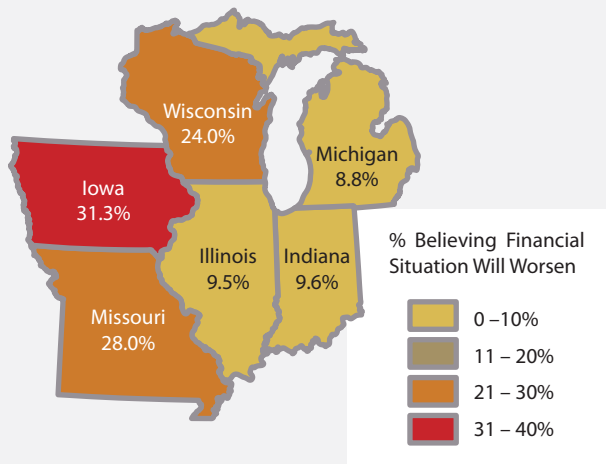 Wisconsin
24.0%
Michigan
8.8%
Iowa
31.3%
Illinois
9.5%
Indiana
9.6%
Missouri
28.0%
% Believing Financial
Situation Will Worsen
0 –10%
11 – 20%
21 – 30%
31 – 40%